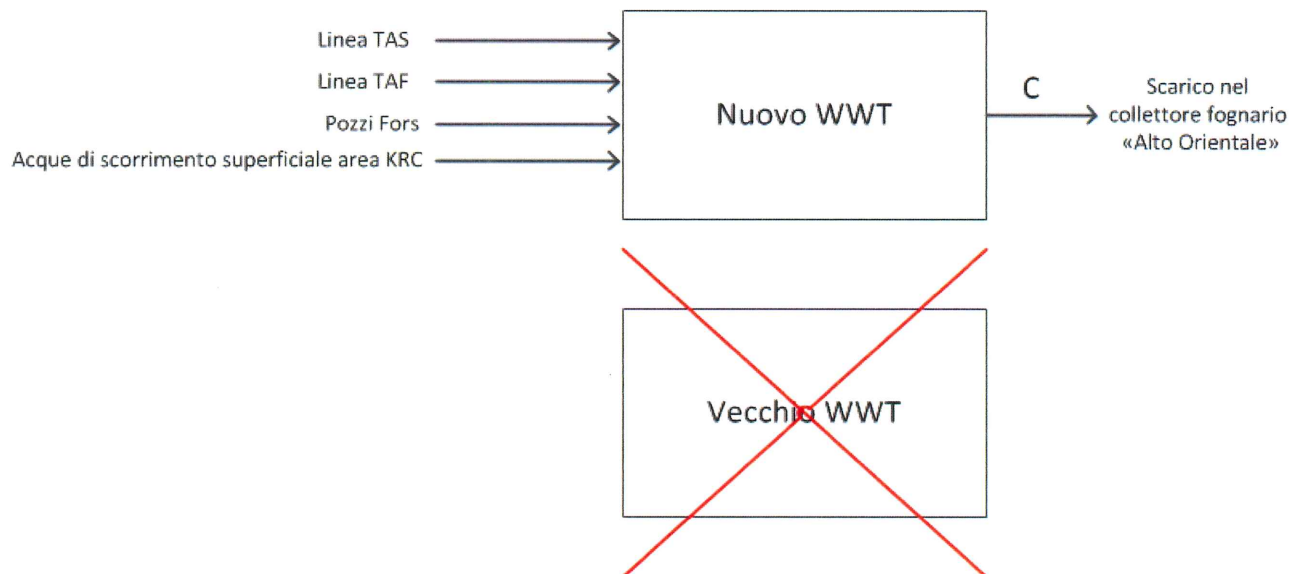 Linea TAS
Linea TAF
Pozzi Fors
Acque di scorrimento superficiale area KRC
Nuovo WWT
C
Scarico nel
collettore fognario
«Alto Orientale»
Vecchio WWT